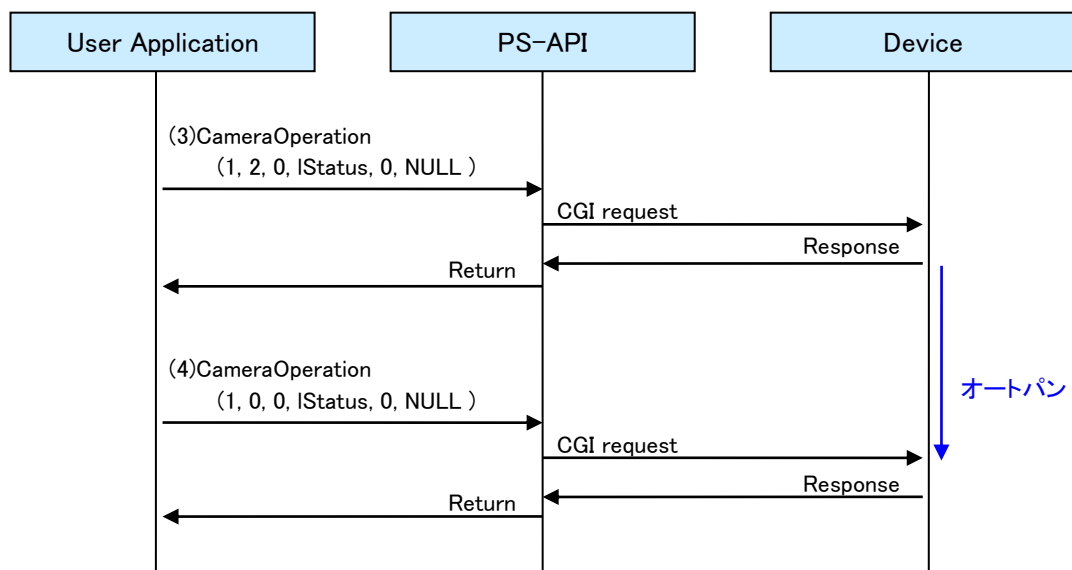 User Application
PS-API
Device
(3)CameraOperation
(1, 2, 0, lStatus, 0, NULL )
CGI request
Response
Return
(4)CameraOperation
(1, 0, 0, lStatus, 0, NULL )
オートパン
CGI request
Response
Return